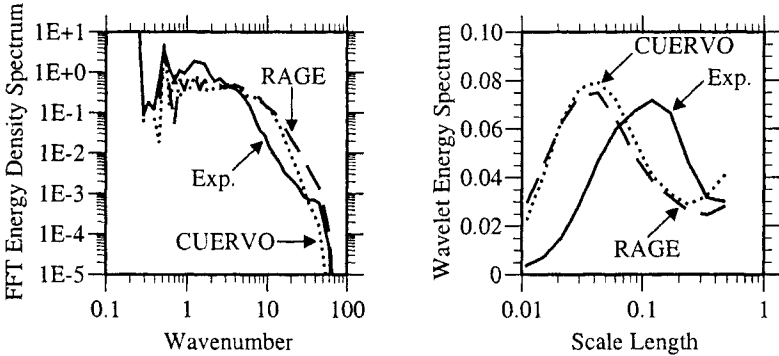 FFT Energy Density Spectrum
1E+1
1E+0
1E-1
1E-2
1E-3
1E-4
1E-5
RAGE
Exp.
CUERVO
0.1 1 10 100
Wavenumber
Wavelet Energy Spectrum
0.10
0.08
0.06
0.04
0.02
0
CUERVO
Exp.
RAGE
0.01 0.1 1
Scale Length